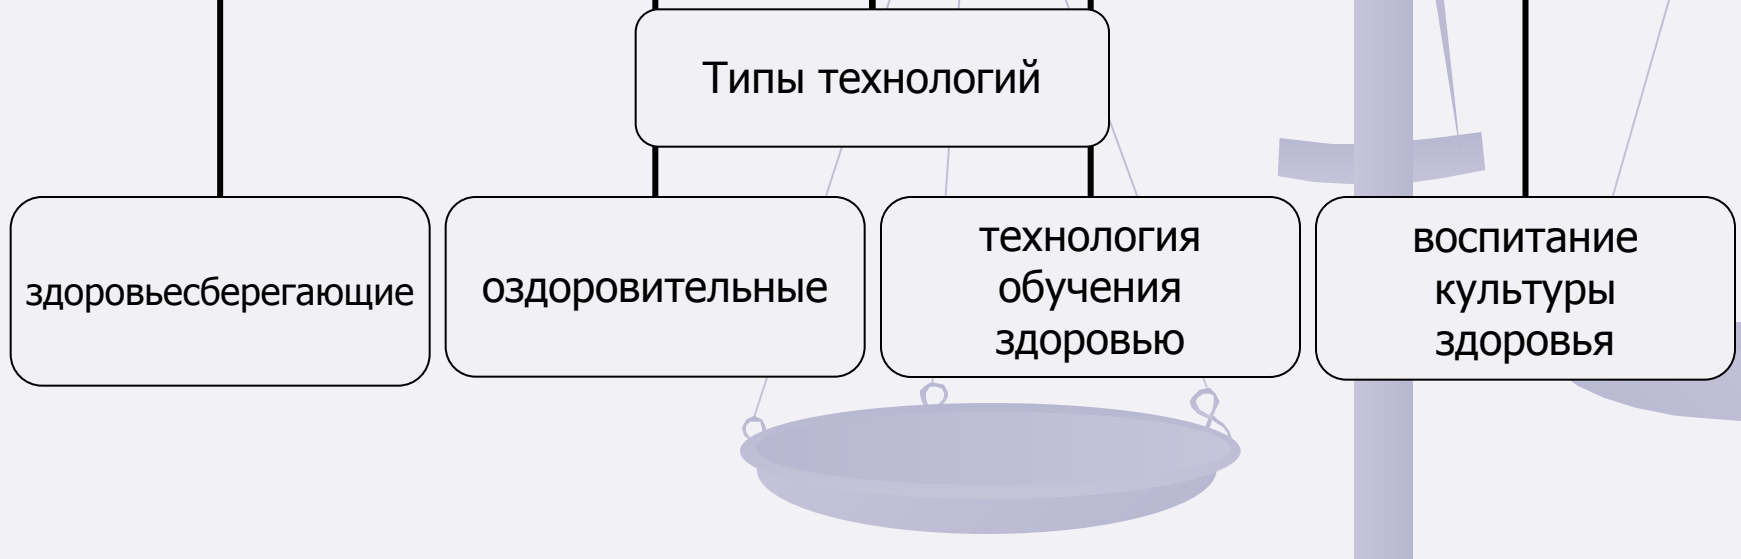 Типы технологий
здоровьесберегающие
оздоровительные
технология
обучения
здоровью
воспитание
культуры
здоровья